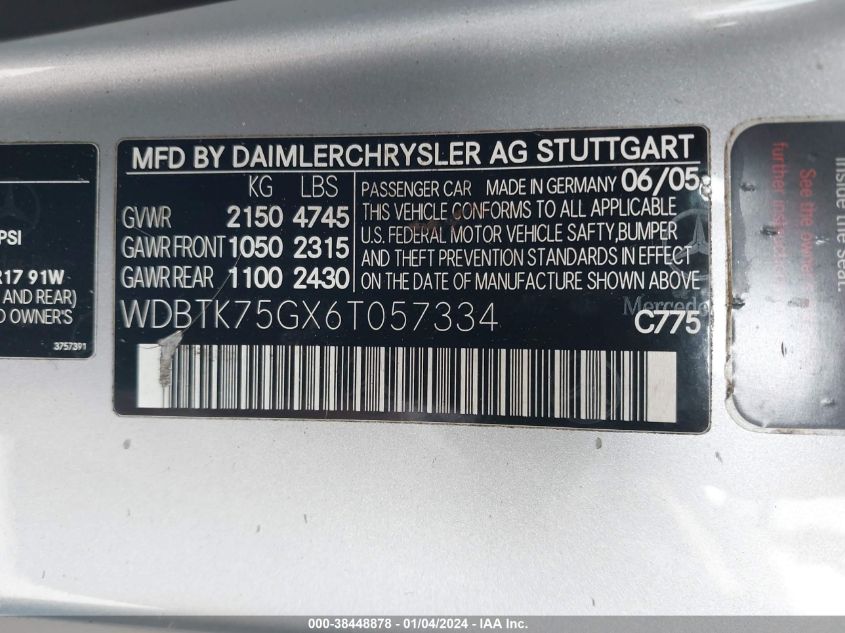 MFD BY DAIMLERCHRYSLER AG STUTTGART
KG LBS
GVWR 2150 4745
GAWR FRONT 1050 2315
GAWR REAR 1100 2430
PASSENGER CAR MADE IN GERMANY 06/05
THIS VEHICLE CONFORMS TO ALL APPLICABLE
U.S. FEDERAL MOTOR VEHICLE SAFTY,BUMPER
AND THEFT PREVENTION STANDARDS IN EFFECT
ON THE DATE OF MANUFACTURE SHOWN ABOVE
WDBTK75GX6T057334
C775
Mercedes
PSI
R17 91W
AND REAR)
OWNER'S
3757391
further
See the
Inside the
seat.
000-38448878 - 01/04/2024 - IAA Inc.